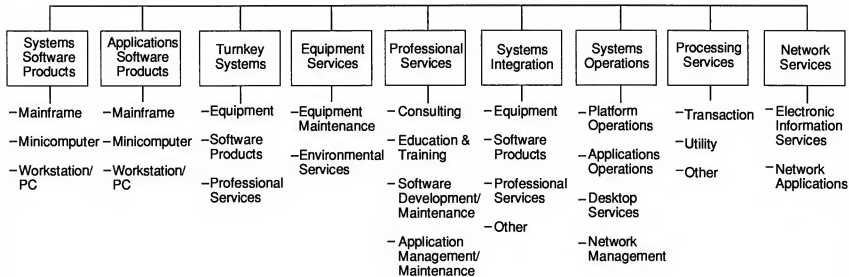 Systems
Software
Products
Applications
Software
Products
Turnkey
Systems
Equipment
Services
Professional
Services
Systems
Integration
Systems
Operations
Processing
Services
Network
Services
–Mainframe
–Minicomputer
–Workstation/
PC
–Mainframe
–Minicomputer
–Workstation/
PC
–Equipment
–Software
Products
–Professional
Services
–Equipment
Maintenance
–Environmental
Services
– Consulting
– Education &
Training
– Software
Development/
Maintenance
– Application
Management/
Maintenance
–Equipment
–Software
Products
–Professional
Services
– Other
–Platform
Operations
–Applications
Operations
–Desktop
Services
–Network
Management
–Transaction
–Utility
–Other
– Electronic
Information
Services
– Network
Applications